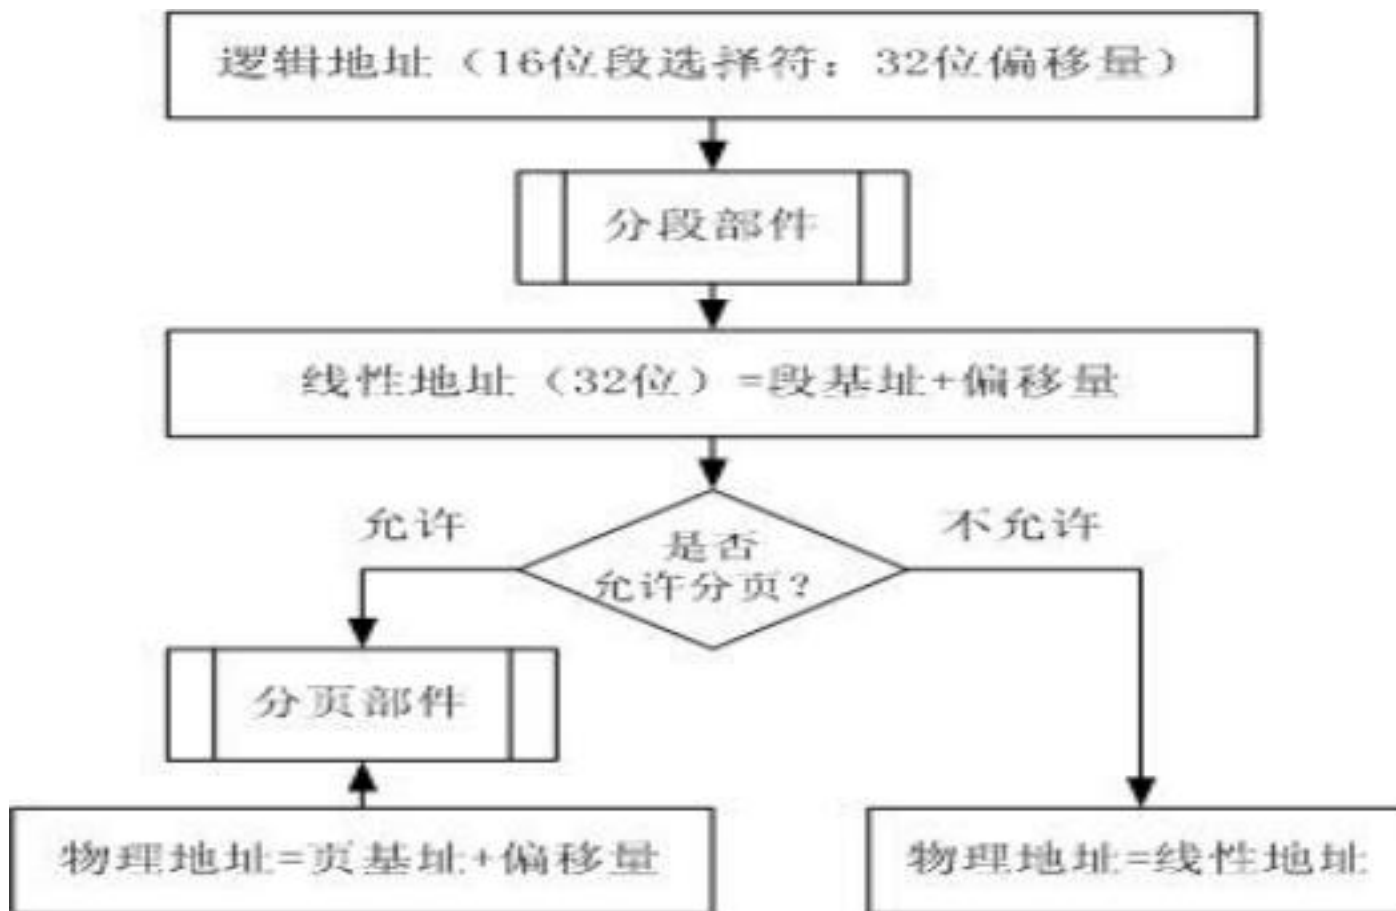 逻辑地址（16位段选择符：32位偏移量）
分段部件
线性地址（32位）=段基址+偏移量
允许
不允许
是否
允许分页？
分页部件
物理地址=页基址+偏移量
物理地址=线性地址